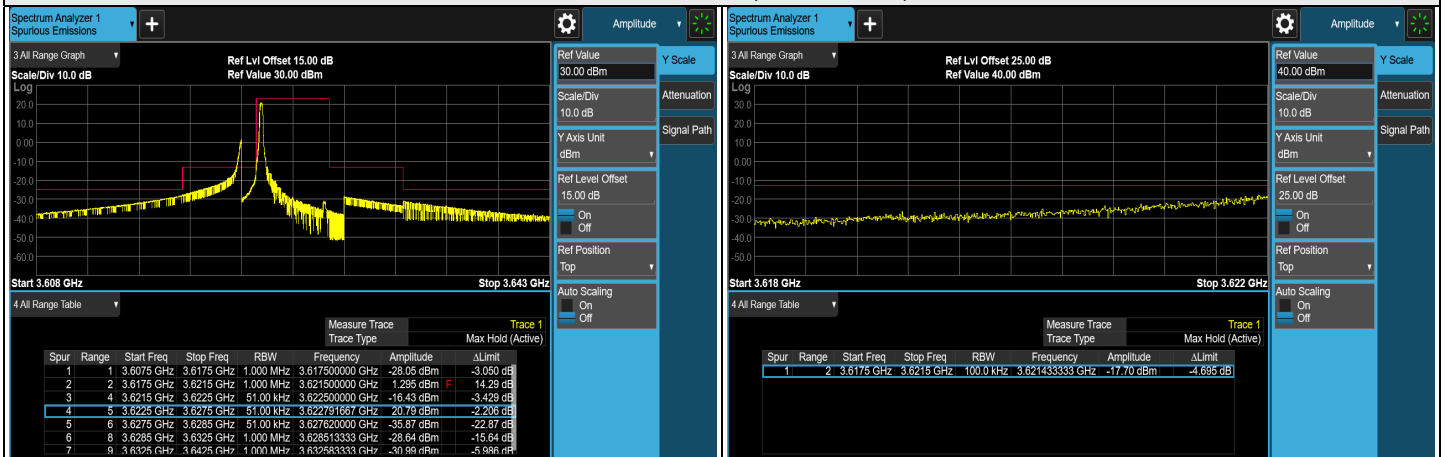 Spectrum Analyzer 1
Spurious Emissions
+
Amplitude
3 All Range Graph
Ref Lvl Offset 15.00 dB
Scale/Div 10.0 dB
Ref Value 30.00 dBm
Log
20.0
10.0
0.00
-10.0
-20.0
-30.0
-40.0
-50.0
-60.0
Start 3.608 GHz
Stop 3.643 GHz
Ref Value
30.00 dBm
Scale/Div
10.0 dB
Y Axis Unit
dBm
Ref Level Offset
15.00 dB
On
Off
Ref Position
Top
Auto Scaling
On
Off
Y Scale
Attenuation
Signal Path
4 All Range Table
Measure Trace Trace 1
Trace Type Max Hold (Active)
Spur Range Start Freq Stop Freq RBW Frequency Amplitude ΔLimit
1 1 3.6075 GHz 3.6175 GHz 1.000 MHz 3.617500000 GHz -28.05 dBm -3.050 dB
2 2 3.6175 GHz 3.6215 GHz 1.000 MHz 3.621500000 GHz 1.295 dBm F 14.29 dB
3 4 3.6215 GHz 3.6225 GHz 51.00 kHz 3.622500000 GHz -16.43 dBm -3.429 dB
4 5 3.6225 GHz 3.6275 GHz 51.00 kHz 3.622791667 GHz 20.79 dBm -2.206 dB
5 6 3.6275 GHz 3.6285 GHz 51.00 kHz 3.627620000 GHz -35.87 dBm -22.87 dB
6 8 3.6285 GHz 3.6325 GHz 1.000 MHz 3.628513333 GHz -28.64 dBm -15.64 dB
7 9 3.6325 GHz 3.6425 GHz 1.000 MHz 3.632583333 GHz -30.99 dBm -5.986 dB
Spectrum Analyzer 1
Spurious Emissions
+
Amplitude
3 All Range Graph
Ref Lvl Offset 25.00 dB
Scale/Div 10.0 dB
Ref Value 40.00 dBm
Log
30.0
20.0
10.0
0.00
-10.0
-20.0
-30.0
-40.0
-50.0
Start 3.618 GHz
Stop 3.622 GHz
Ref Value
40.00 dBm
Scale/Div
10.0 dB
Y Axis Unit
dBm
Ref Level Offset
25.00 dB
On
Off
Ref Position
Top
Auto Scaling
On
Off
Y Scale
Attenuation
Signal Path
4 All Range Table
Measure Trace Trace 1
Trace Type Max Hold (Active)
Spur Range Start Freq Stop Freq RBW Frequency Amplitude ΔLimit
1 2 3.6175 GHz 3.6215 GHz 100.0 kHz 3.621433333 GHz -17.70 dBm -4.695 dB